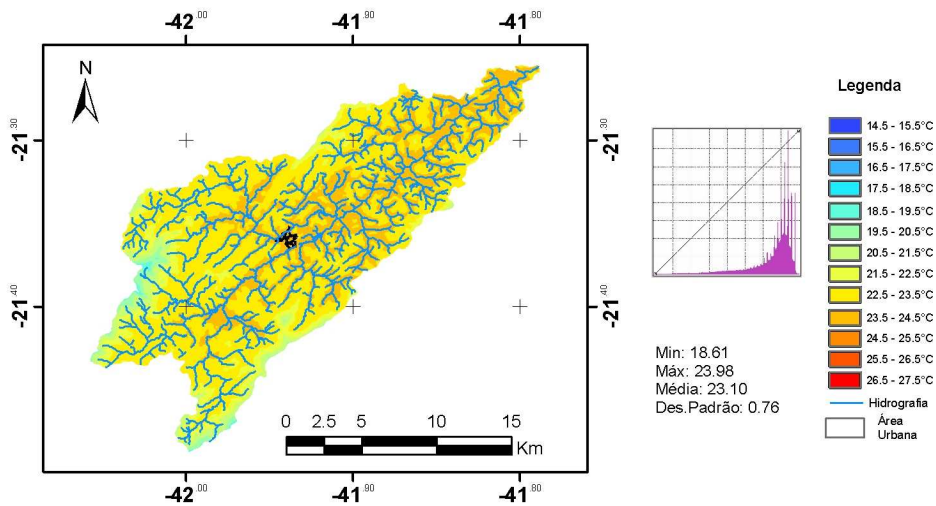 -42.00
-41.90
-41.80
N
-21.30
-21.30
-21.40
-21.40
0 2.5 5 10 15
Km
-42.00
-41.90
-41.80
Min: 18.61
Máx: 23.98
Média: 23.10
Des.Padrão: 0.76
Legenda
14.5 - 15.5°C
15.5 - 16.5°C
16.5 - 17.5°C
17.5 - 18.5°C
18.5 - 19.5°C
19.5 - 20.5°C
20.5 - 21.5°C
21.5 - 22.5°C
22.5 - 23.5°C
23.5 - 24.5°C
24.5 - 25.5°C
25.5 - 26.5°C
26.5 - 27.5°C
Hidrografia
Área
Urbana